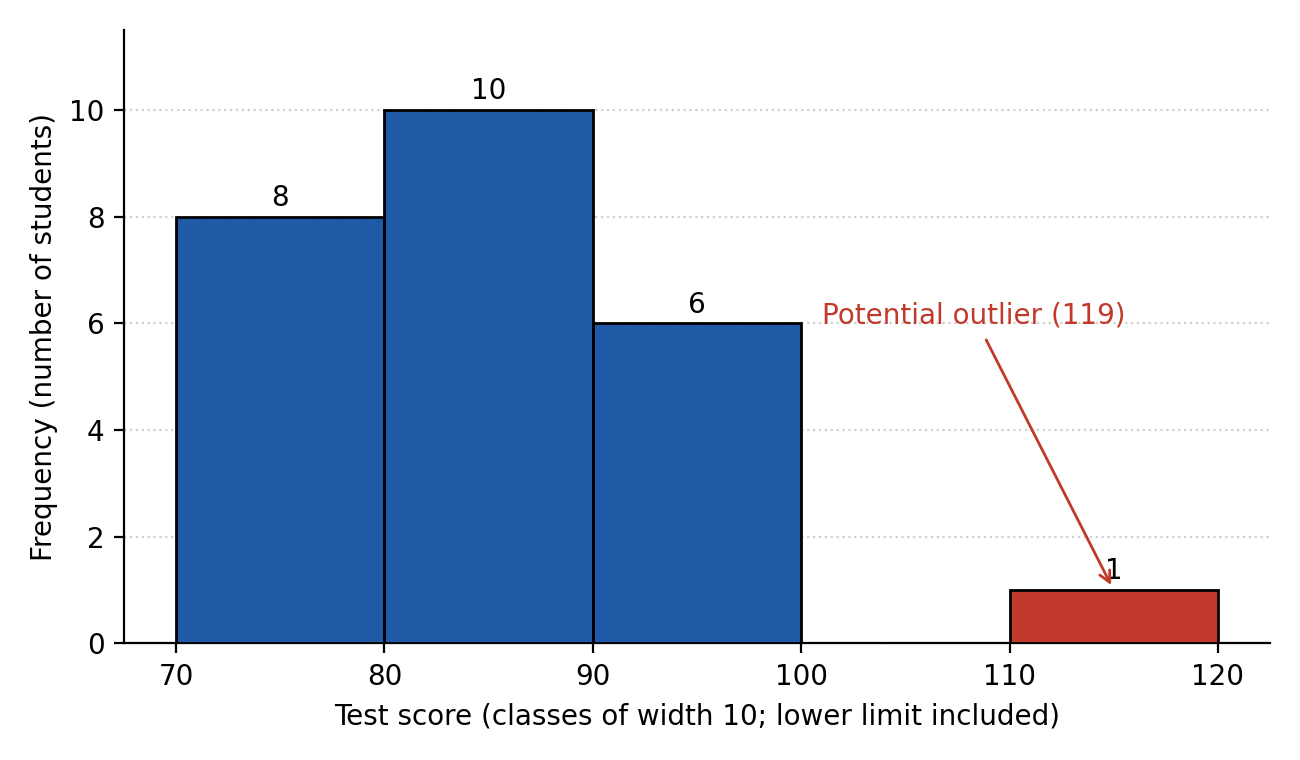 10
8
6
Potential outlier (119)
1
10
8
6
4
2
0
70 80 90 100 110 120
Frequency (number of students)
Test score (classes of width 10; lower limit included)